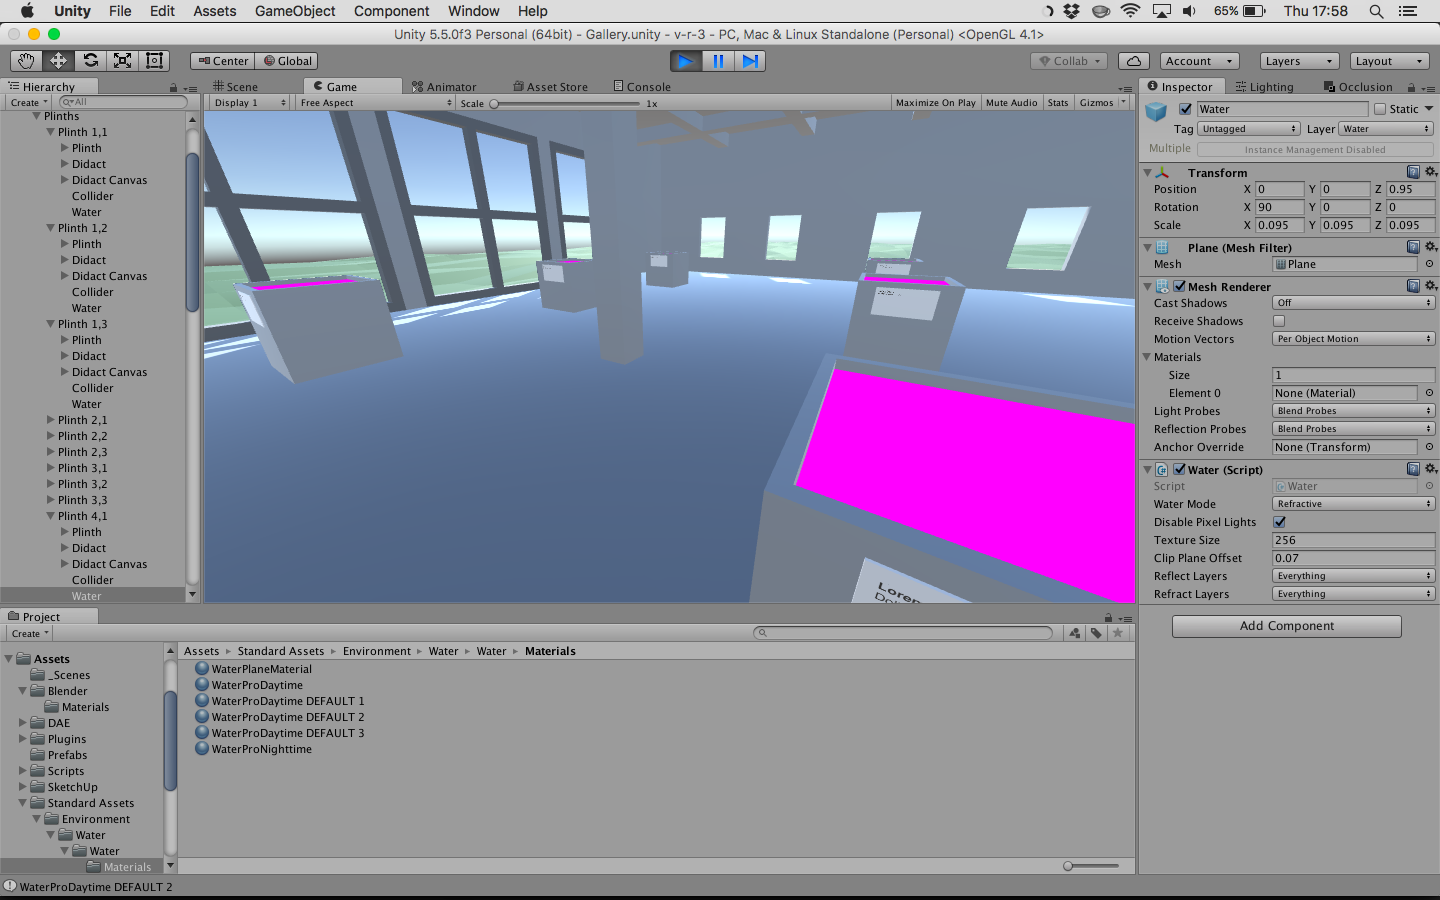 Unity File Edit Assets GameObject Component Window Help 65% Thu 17:58
Unity 5.5.0f3 Personal (64bit) - Gallery.unity - v-r-3 - PC, Mac & Linux Standalone (Personal) <OpenGL 4.1>
Center Global Collab Account Layers Layout
Hierarchy
Create All
Plinths
Plinth 1,1
Plinth
Didact
Didact Canvas
Collider
Water
Plinth 1,2
Plinth
Didact
Didact Canvas
Collider
Water
Plinth 1,3
Plinth
Didact
Didact Canvas
Collider
Water
Plinth 2,1
Plinth 2,2
Plinth 2,3
Plinth 3,1
Plinth 3,2
Plinth 3,3
Plinth 4,1
Plinth
Didact
Didact Canvas
Collider
Water
Scene Game Animator Asset Store Console
Display 1 Free Aspect Scale 1x Maximize On Play Mute Audio Stats Gizmos
Inspector Lighting Occlusion
Water Static
Tag Untagged Layer Water
Multiple Instance Management Disabled
Transform
Position X 0 Y 0 Z 0.95
Rotation X 90 Y 0 Z 0
Scale X 0.095 Y 0.095 Z 0.095
Plane (Mesh Filter)
Mesh Plane
Mesh Renderer
Cast Shadows Off
Receive Shadows
Motion Vectors Per Object Motion
Materials
Size 1
Element 0 None (Material)
Light Probes Blend Probes
Reflection Probes Blend Probes
Anchor Override None (Transform)
Water (Script)
Script Water
Water Mode Refractive
Disable Pixel Lights
Texture Size 256
Clip Plane Offset 0.07
Reflect Layers Everything
Refract Layers Everything
Add Component
Project
Create
Assets
_Scenes
Blender
Materials
DAE
Plugins
Prefabs
Scripts
SketchUp
Standard Assets
Environment
Water
Water
Materials
Assets Standard Assets Environment Water Water Materials
WaterPlaneMaterial
WaterProDaytime
WaterProDaytime DEFAULT 1
WaterProDaytime DEFAULT 2
WaterProDaytime DEFAULT 3
WaterProNighttime
WaterProDaytime DEFAULT 2